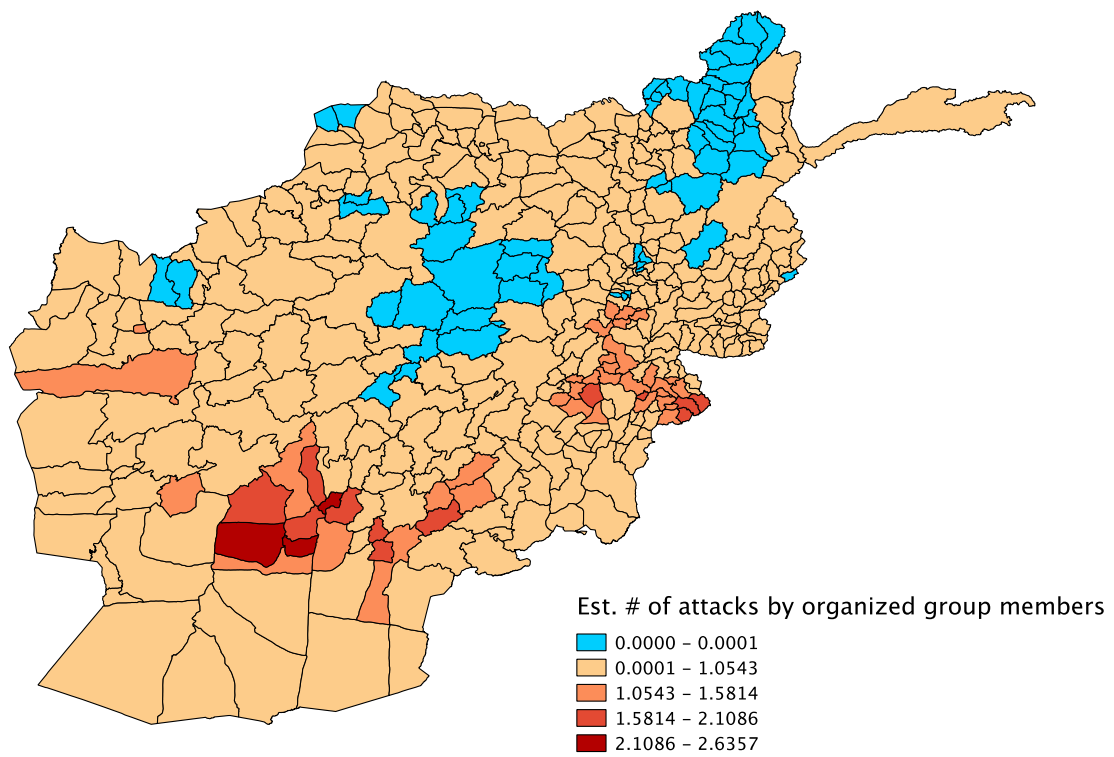 Est. # of attacks by organized group members
0.0000 – 0.0001
0.0001 – 1.0543
1.0543 – 1.5814
1.5814 – 2.1086
2.1086 – 2.6357